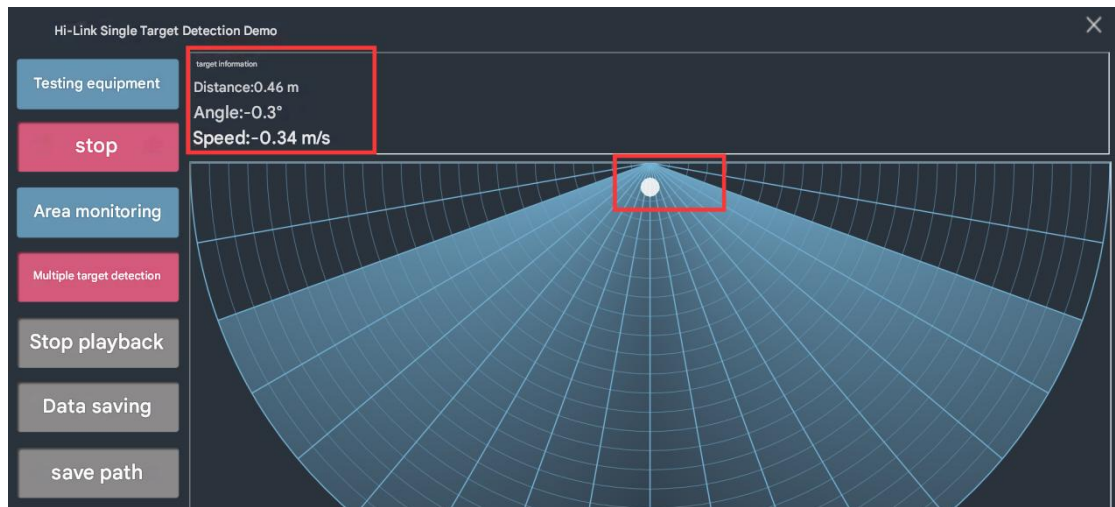 Hi-Link Single Target Detection Demo
Testing equipment
stop
Area monitoring
Multiple target detection
Stop playback
Data saving
save path
target information
Distance:0.46 m
Angle:-0.3°
Speed:-0.34 m/s